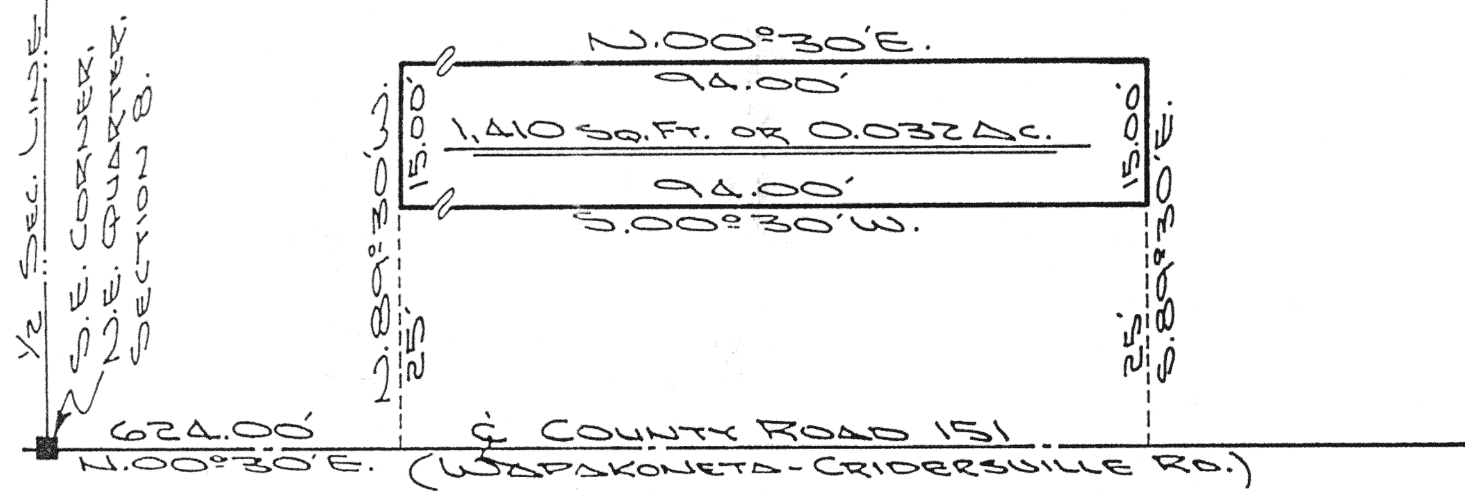 ½ SEC. LINE
S.E. CORNER,
N.E. QUARTER,
SECTION 8.
N.00°30'E.
94.00'
N.89°30'W.
15.00'
1,410 SQ.FT. OR 0.032 AC.
15.00'
S.89°30'E.
94.00'
S.00°30'W.
25'
25'
624.00'
N.00°30'E.
℄ COUNTY ROAD 151
(WAPAKONETA-CRIDERSVILLE RD.)